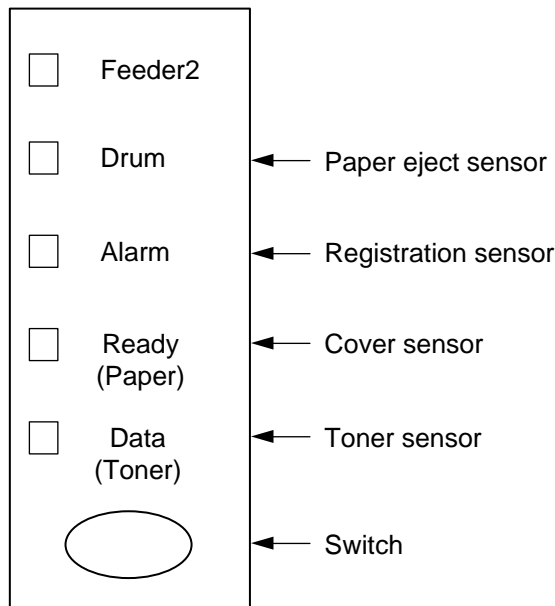 Feeder2
Drum
Paper eject sensor
Alarm
Registration sensor
Ready
(Paper)
Cover sensor
Data
(Toner)
Toner sensor
Switch